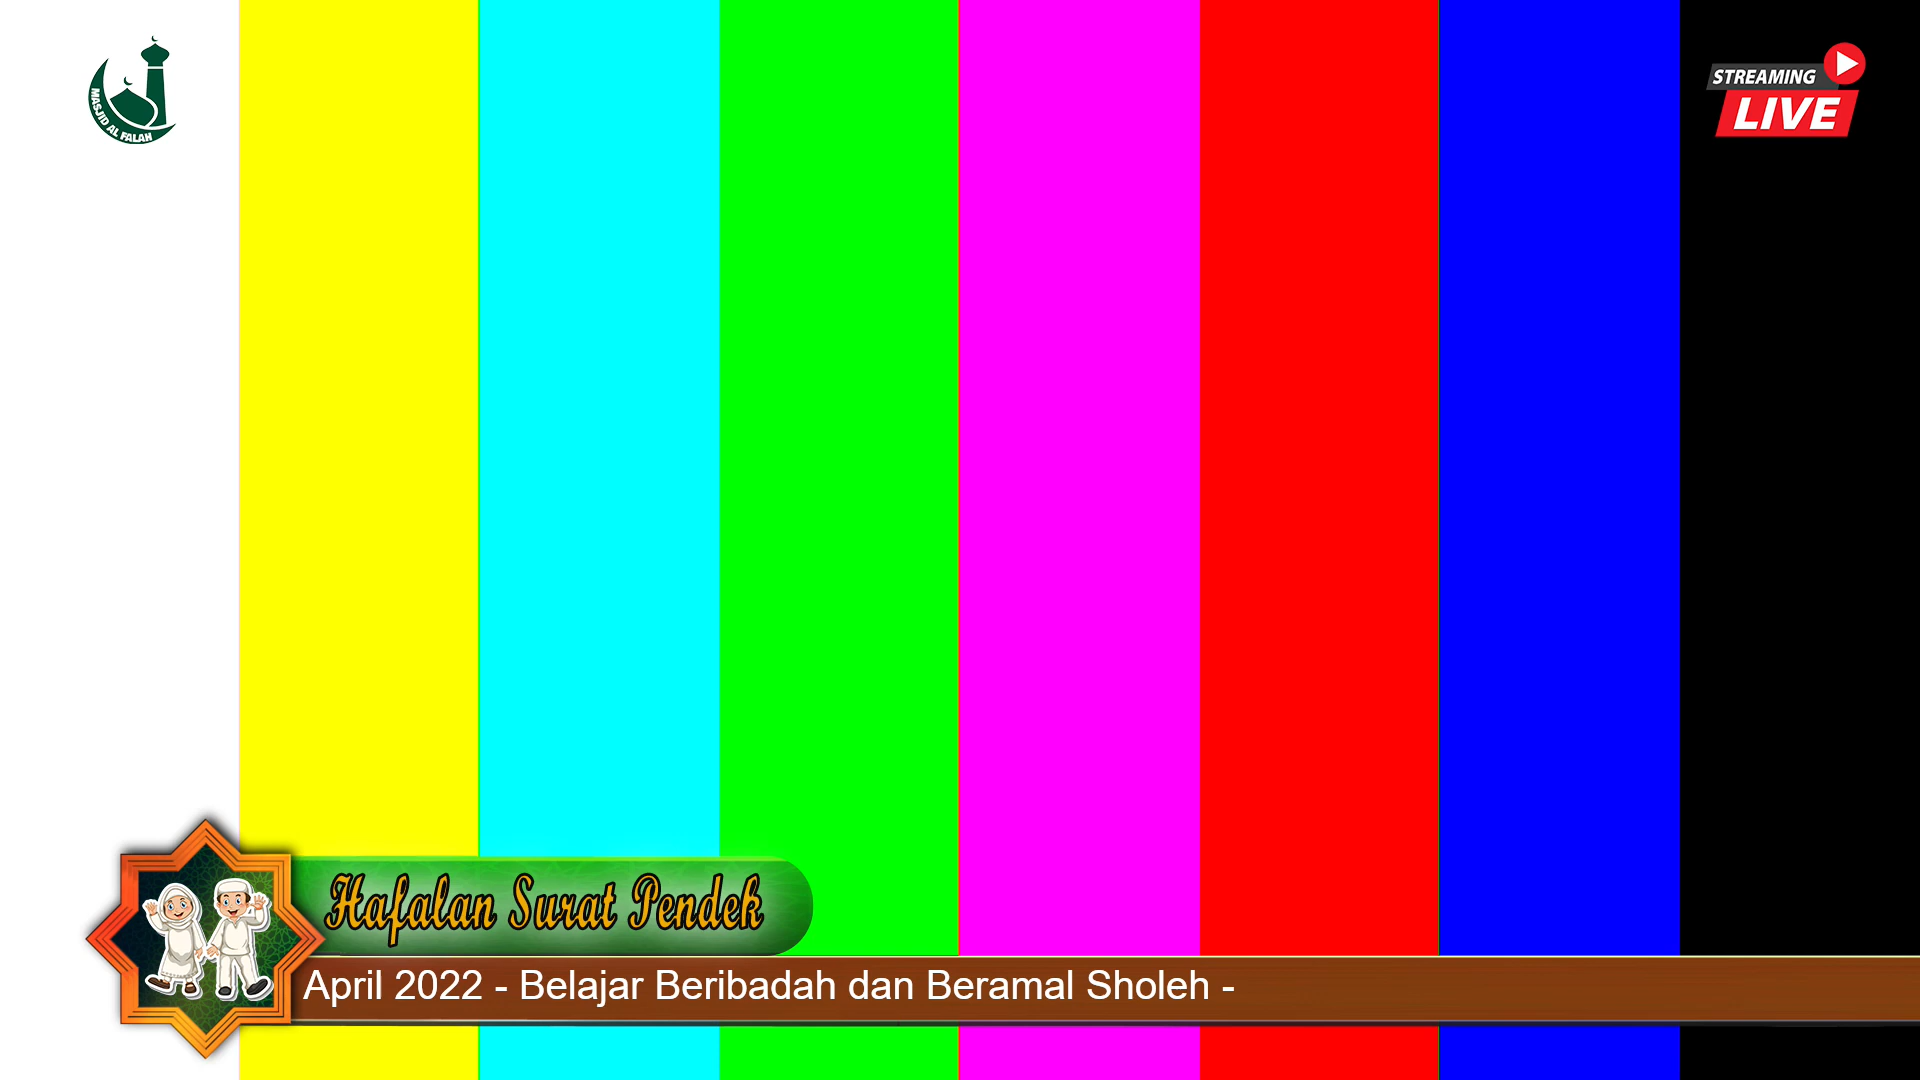 MASJID AL FALAH
STREAMING
LIVE
Hafalan Surat Pendek
April 2022 - Belajar Beribadah dan Beramal Sholeh -